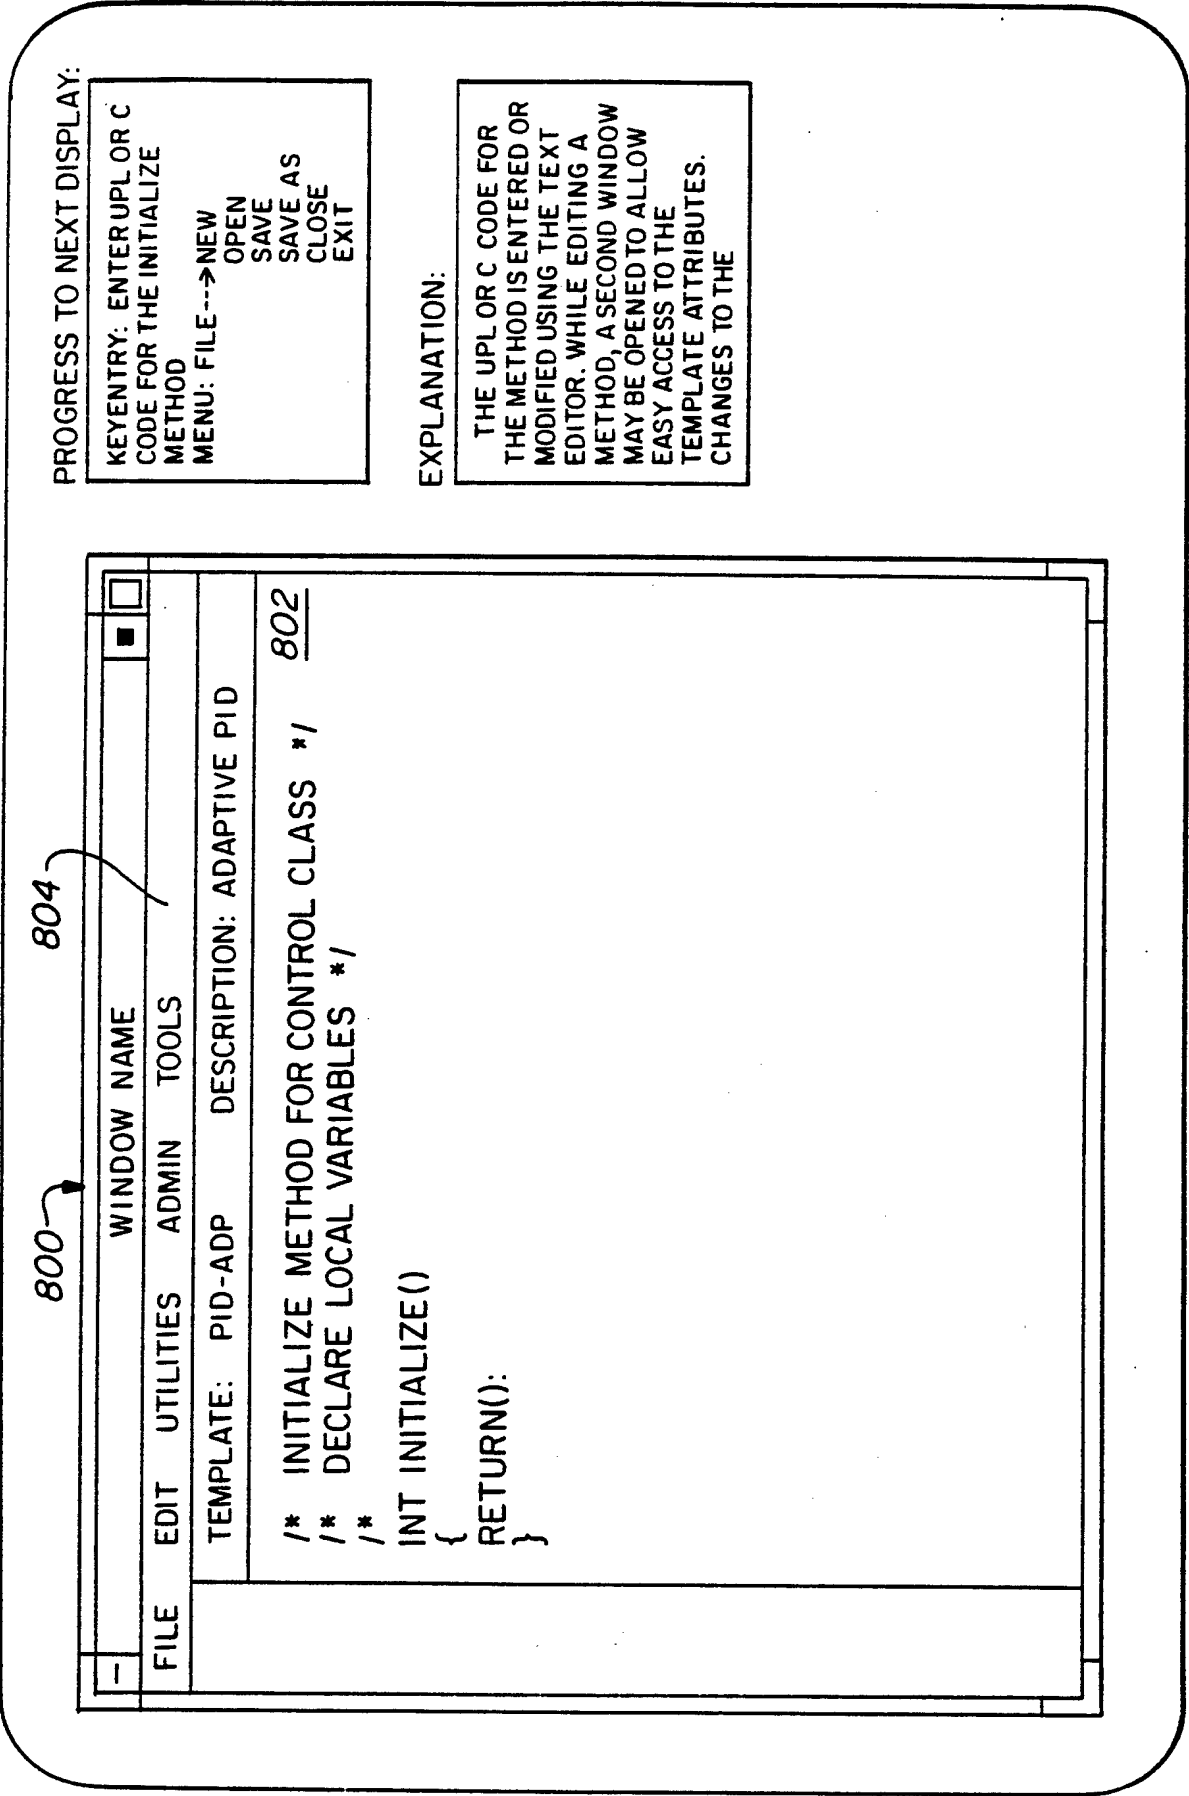 800
804
WINDOW NAME
FILE EDIT UTILITIES ADMIN TOOLS
TEMPLATE: PID-ADP DESCRIPTION: ADAPTIVE PID
802
/* INITIALIZE METHOD FOR CONTROL CLASS */
/* DECLARE LOCAL VARIABLES */
/*
INT INITIALIZE()
{
RETURN():
}
PROGRESS TO NEXT DISPLAY:
KEYENTRY: ENTER UPL OR C
CODE FOR THE INITIALIZE
METHOD
MENU: FILE--->NEW
OPEN
SAVE
SAVE AS
CLOSE
EXIT
EXPLANATION:
THE UPL OR C CODE FOR
THE METHOD IS ENTERED OR
MODIFIED USING THE TEXT
EDITOR. WHILE EDITING A
METHOD, A SECOND WINDOW
MAY BE OPENED TO ALLOW
EASY ACCESS TO THE
TEMPLATE ATTRIBUTES.
CHANGES TO THE